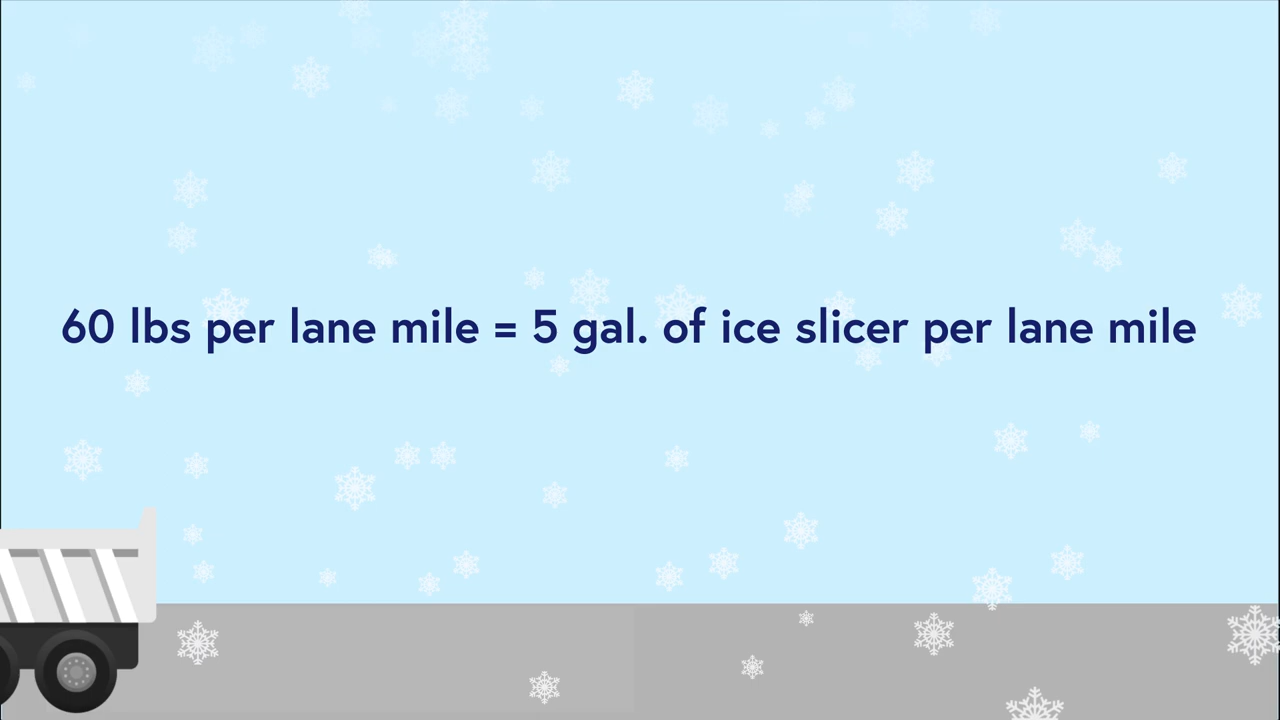 60 lbs per lane mile = 5 gal. of ice slicer per lane mile